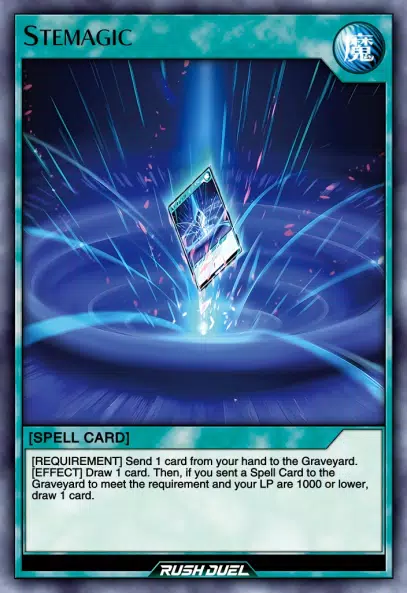 STEMAGIC
魔
[SPELL CARD]
[REQUIREMENT] Send 1 card from your hand to the Graveyard.
[EFFECT] Draw 1 card. Then, if you sent a Spell Card to the
Graveyard to meet the requirement and your LP are 1000 or lower,
draw 1 card.
RUSH DUEL